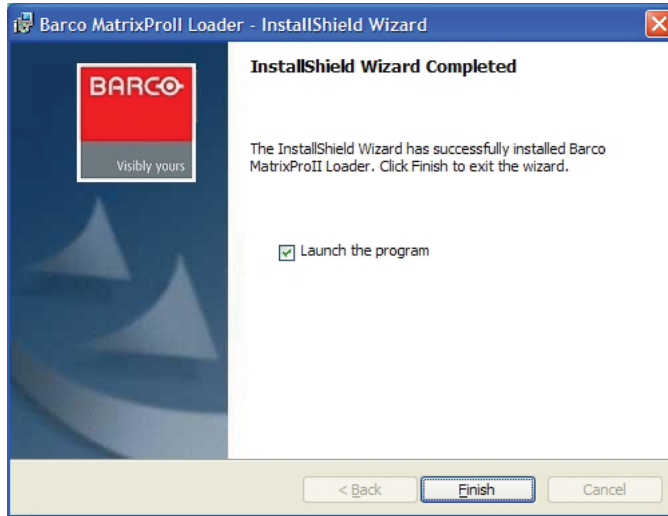 Barco MatrixProII Loader - InstallShield Wizard
BARCO
Visibly yours
InstallShield Wizard Completed
The InstallShield Wizard has successfully installed Barco
MatrixProII Loader. Click Finish to exit the wizard.
Launch the program
< Back
Finish
Cancel